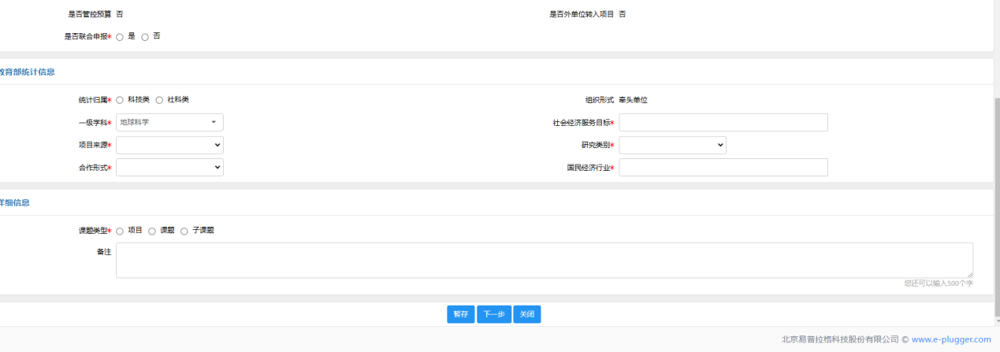 是否管控预算 否 是否外单位转入项目 否
是否联合申报* 是 否
教育部统计信息
统计归属* 科技类 社科类 组织形式 牵头单位
一级学科* 地球科学 社会经济服务目标*
项目来源* 研究类别*
合作形式* 国民经济行业*
详细信息
课题类型* 项目 课题 子课题
备注
您还可以输入500个字
暂存 下一步 关闭
北京易普拉格科技股份有限公司 © www.e-plugger.com